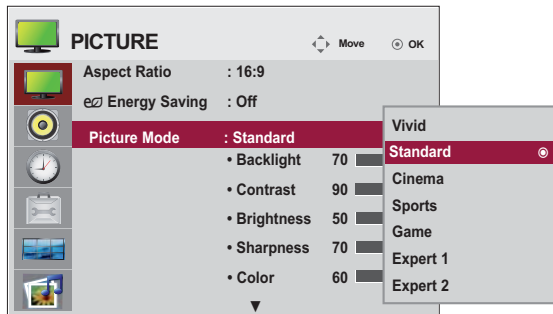 PICTURE Move OK
Aspect Ratio : 16:9
Energy Saving : Off
Picture Mode : Standard
• Backlight 70
• Contrast 90
• Brightness 50
• Sharpness 70
• Color 60
Vivid
Standard
Cinema
Sports
Game
Expert 1
Expert 2